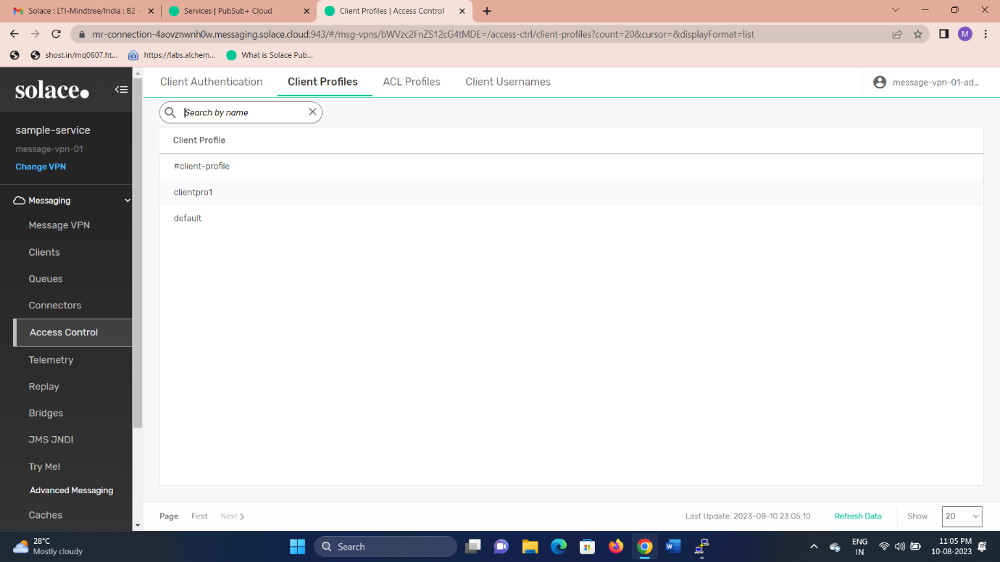 Solace : LTI-Mindtree/India : B2 -
Services | PubSub+ Cloud
Client Profiles | Access Control
mr-connection-4aovznwnh0w.messaging.solace.cloud:943/#/msg-vpns/bWVzc2FnZS12cG4tMDE=/access-ctrl/client-profiles?count=20&cursor=&displayFormat=list
M
shost.in/mq0607.ht...
https://labs.alchem...
What is Solace Pub...
solace.
Client Authentication
Client Profiles
ACL Profiles
Client Usernames
message-vpn-01-ad...
Search by name
sample-service
message-vpn-01
Change VPN
Client Profile
#client-profile
clientpro1
default
Messaging
Message VPN
Clients
Queues
Connectors
Access Control
Telemetry
Replay
Bridges
JMS JNDI
Try Me!
Advanced Messaging
Caches
Page First Next
Last Update: 2023-08-10 23:05:10
Refresh Data
Show 20
28°C
Mostly cloudy
Search
ENG
IN
11:05 PM
10-08-2023